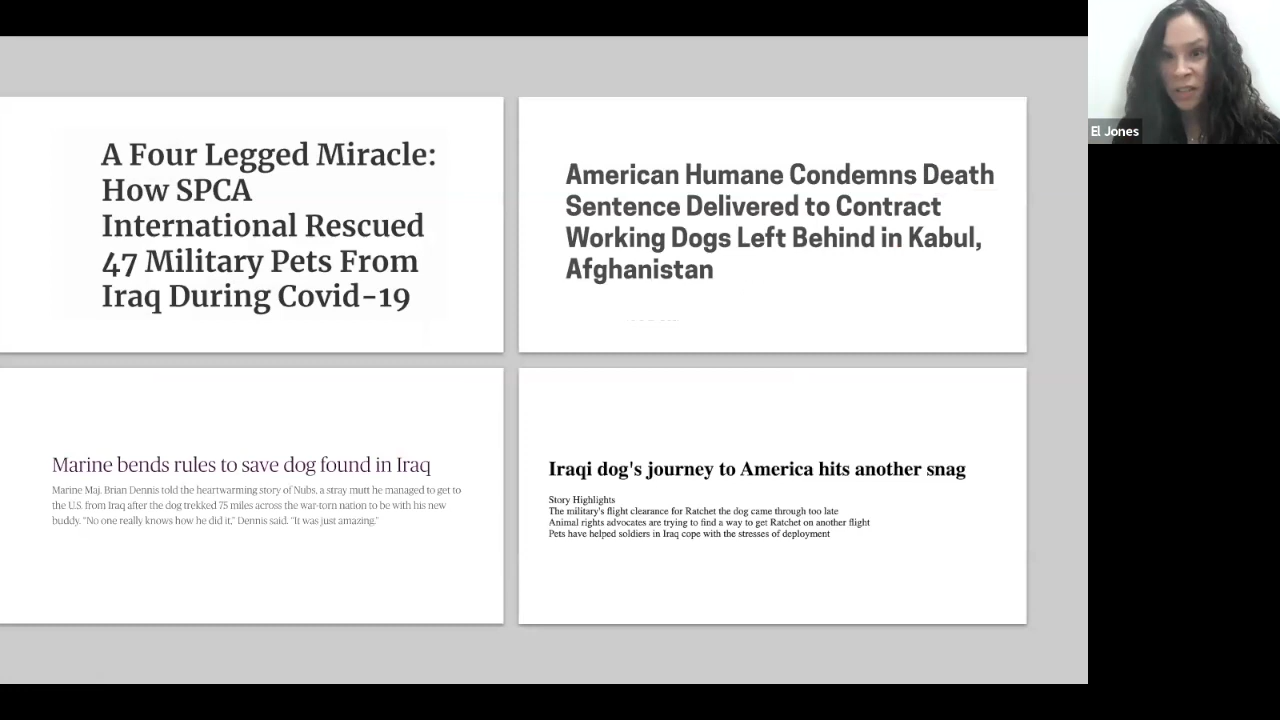 A Four Legged Miracle:
How SPCA
International Rescued
47 Military Pets From
Iraq During Covid-19
American Humane Condemns Death
Sentence Delivered to Contract
Working Dogs Left Behind in Kabul,
Afghanistan
Marine bends rules to save dog found in Iraq
Marine Maj. Brian Dennis told the heartwarming story of Nubs, a stray mutt he managed to get to
the U.S. from Iraq after the dog trekked 75 miles across the war-torn nation to be with his new
buddy. "No one really knows how he did it," Dennis said. "It was just amazing."
Iraqi dog's journey to America hits another snag
Story Highlights
The military's flight clearance for Ratchet the dog came through too late
Animal rights advocates are trying to find a way to get Ratchet on another flight
Pets have helped soldiers in Iraq cope with the stresses of deployment
El Jones